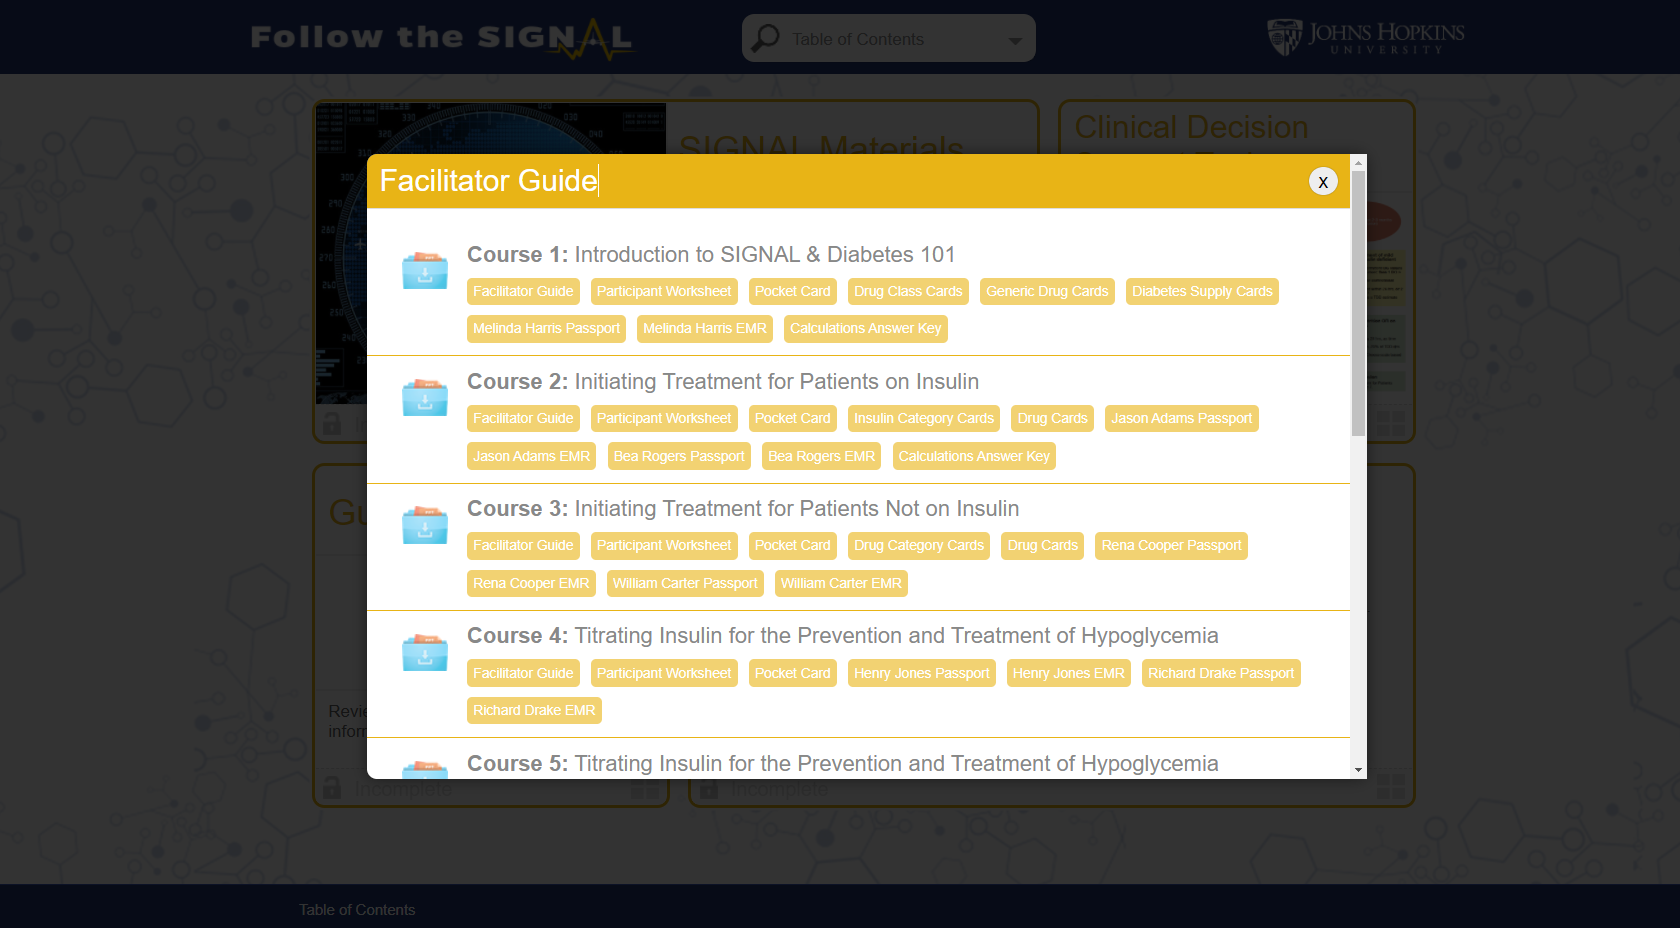 Follow the SIGNAL
Table of Contents
JOHNS HOPKINS
UNIVERSITY
SIGNAL Materials
Clinical Decision
Facilitator Guide
x
Course 1: Introduction to SIGNAL & Diabetes 101
Facilitator Guide Participant Worksheet Pocket Card Drug Class Cards Generic Drug Cards Diabetes Supply Cards
Melinda Harris Passport Melinda Harris EMR Calculations Answer Key
Course 2: Initiating Treatment for Patients on Insulin
Facilitator Guide Participant Worksheet Pocket Card Insulin Category Cards Drug Cards Jason Adams Passport
Jason Adams EMR Bea Rogers Passport Bea Rogers EMR Calculations Answer Key
Course 3: Initiating Treatment for Patients Not on Insulin
Facilitator Guide Participant Worksheet Pocket Card Drug Category Cards Drug Cards Rena Cooper Passport
Rena Cooper EMR William Carter Passport William Carter EMR
Course 4: Titrating Insulin for the Prevention and Treatment of Hypoglycemia
Facilitator Guide Participant Worksheet Pocket Card Henry Jones Passport Henry Jones EMR Richard Drake Passport
Richard Drake EMR
Course 5: Titrating Insulin for the Prevention and Treatment of Hypoglycemia
Gu
Revie
infor
Incomplete
Incomplete
Table of Contents